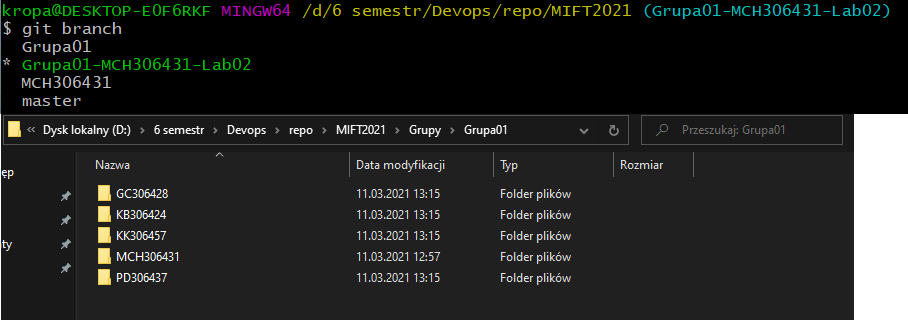 kropa@DESKTOP-E0F6RKF MINGW64 /d/6 semestr/Devops/repo/MIFT2021 (Grupa01-MCH306431-Lab02)
$ git branch
  Grupa01
* Grupa01-MCH306431-Lab02
  MCH306431
  master
« Dysk lokalny (D:) > 6 semestr > Devops > repo > MIFT2021 > Grupy > Grupa01 Przeszukaj: Grupa01
Nazwa Data modyfikacji Typ Rozmiar
ęp
GC306428 11.03.2021 13:15 Folder plików
KB306424 11.03.2021 13:15 Folder plików
KK306457 11.03.2021 13:15 Folder plików
ty
MCH306431 11.03.2021 12:57 Folder plików
PD306437 11.03.2021 13:15 Folder plików